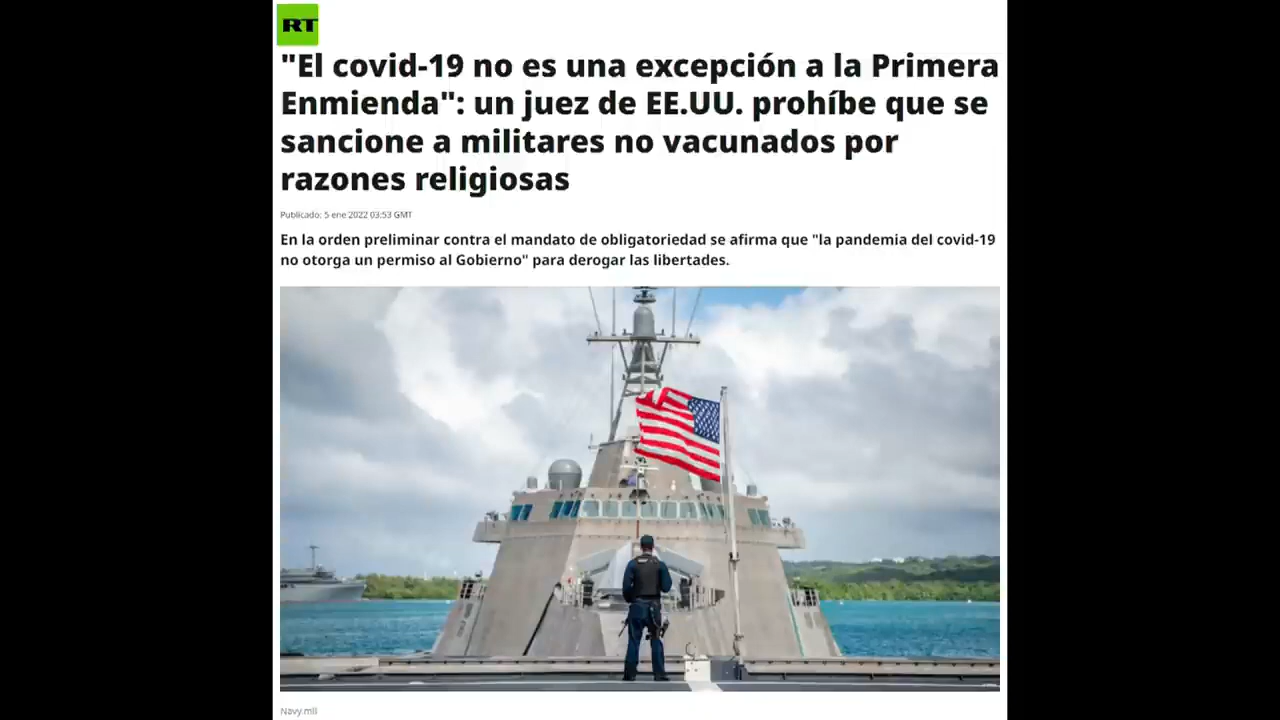 RT
"El covid-19 no es una excepción a la Primera
Enmienda": un juez de EE.UU. prohíbe que se
sancione a militares no vacunados por
razones religiosas
Publicado: 5 ene 2022 03:53 GMT
En la orden preliminar contra el mandato de obligatoriedad se afirma que "la pandemia del covid-19
no otorga un permiso al Gobierno" para derogar las libertades.
Navy.mil